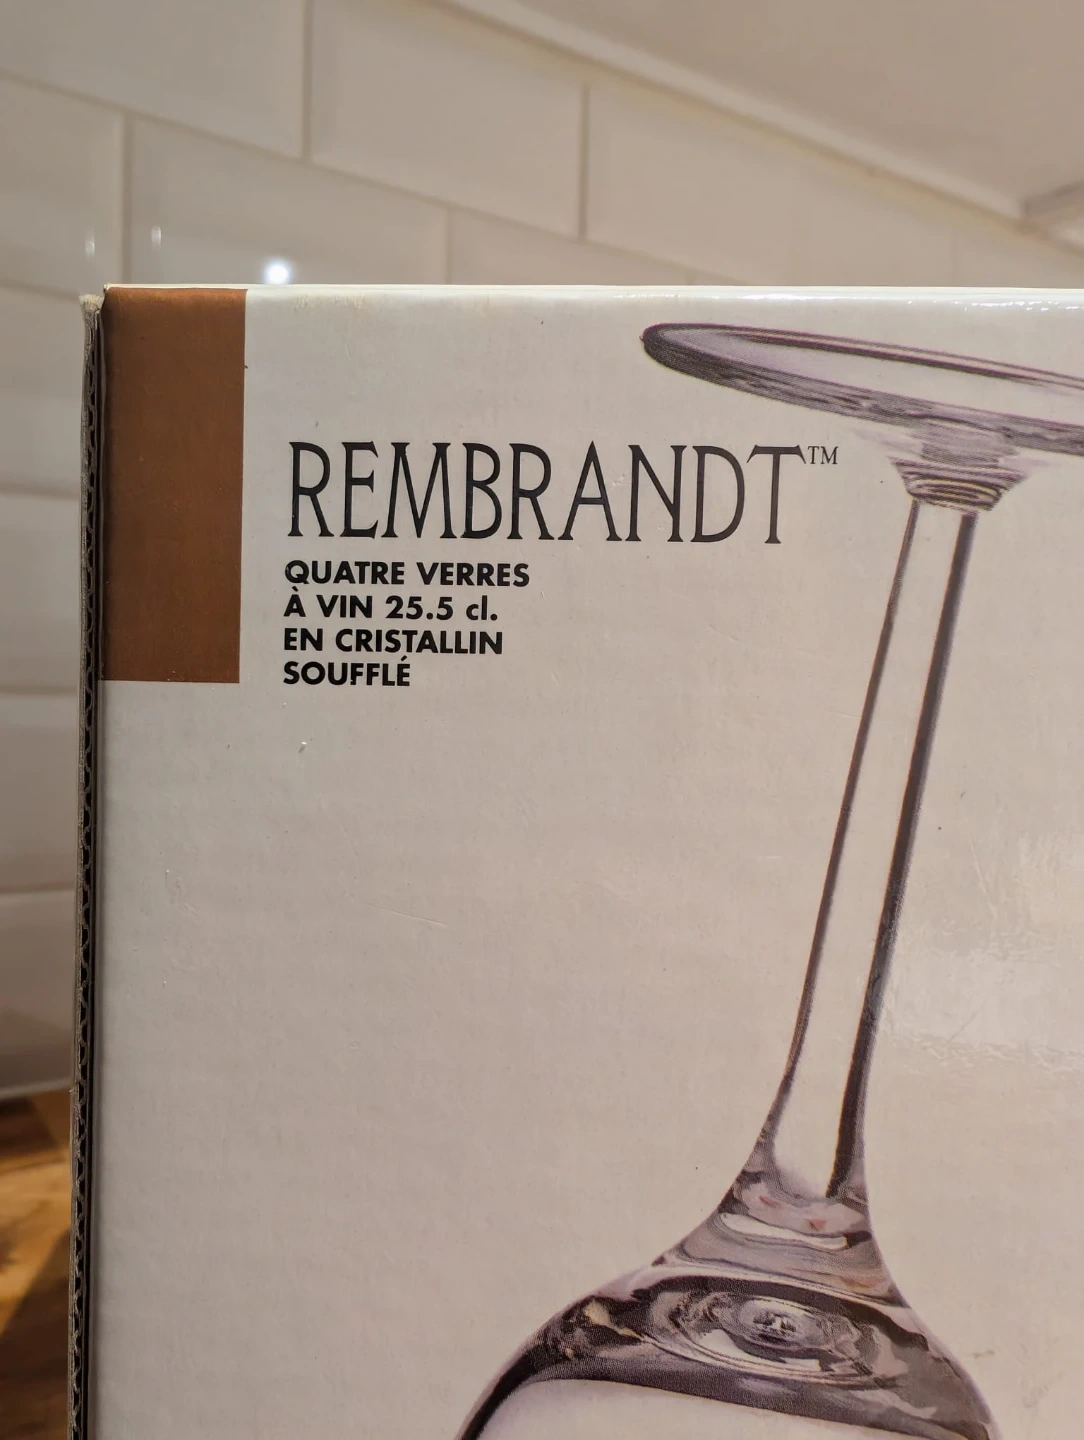 REMBRANDT™
QUATRE VERRES
À VIN 25.5 cl.
EN CRISTALLIN
SOUFFLÉ